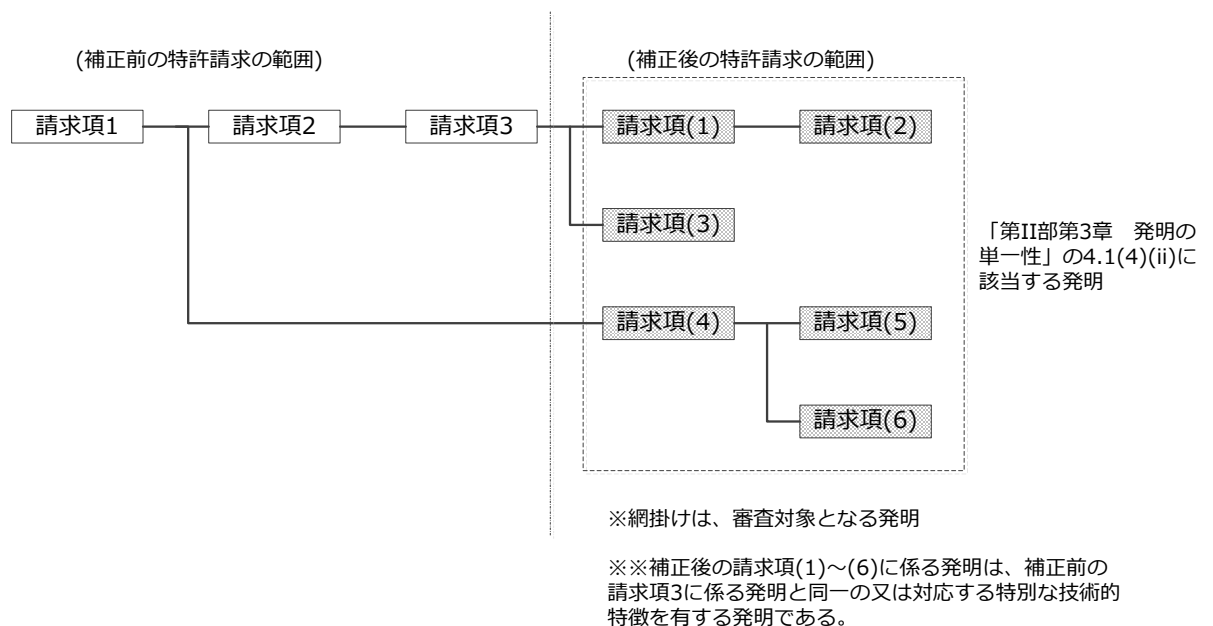 (補正前の特許請求の範囲)
(補正後の特許請求の範囲)
請求項1
請求項2
請求項3
請求項(1)
請求項(2)
請求項(3)
「第II部第3章　発明の
単一性」の4.1(4)(ii)に
該当する発明
請求項(4)
請求項(5)
請求項(6)
※網掛けは、審査対象となる発明
※※補正後の請求項(1)～(6)に係る発明は、補正前の
請求項3に係る発明と同一の又は対応する特別な技術的
特徴を有する発明である。